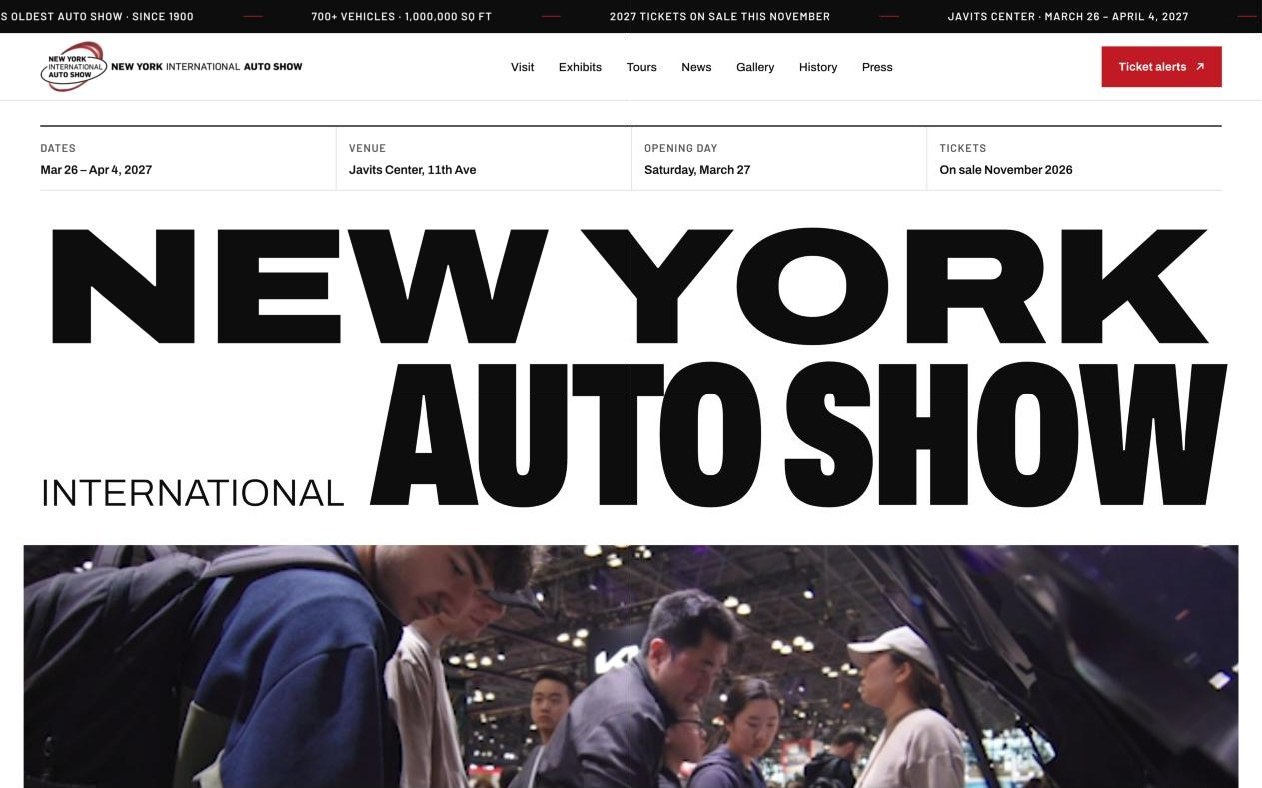 S OLDEST AUTO SHOW · SINCE 1900 — 700+ VEHICLES · 1,000,000 SQ FT — 2027 TICKETS ON SALE THIS NOVEMBER — JAVITS CENTER · MARCH 26 – APRIL 4, 2027 —
NEW YORK
INTERNATIONAL
AUTO SHOW
NEW YORK INTERNATIONAL AUTO SHOW
Visit Exhibits Tours News Gallery History Press
Ticket alerts ↗
DATES
Mar 26 – Apr 4, 2027
VENUE
Javits Center, 11th Ave
OPENING DAY
Saturday, March 27
TICKETS
On sale November 2026
NEW YORK
INTERNATIONAL AUTO SHOW